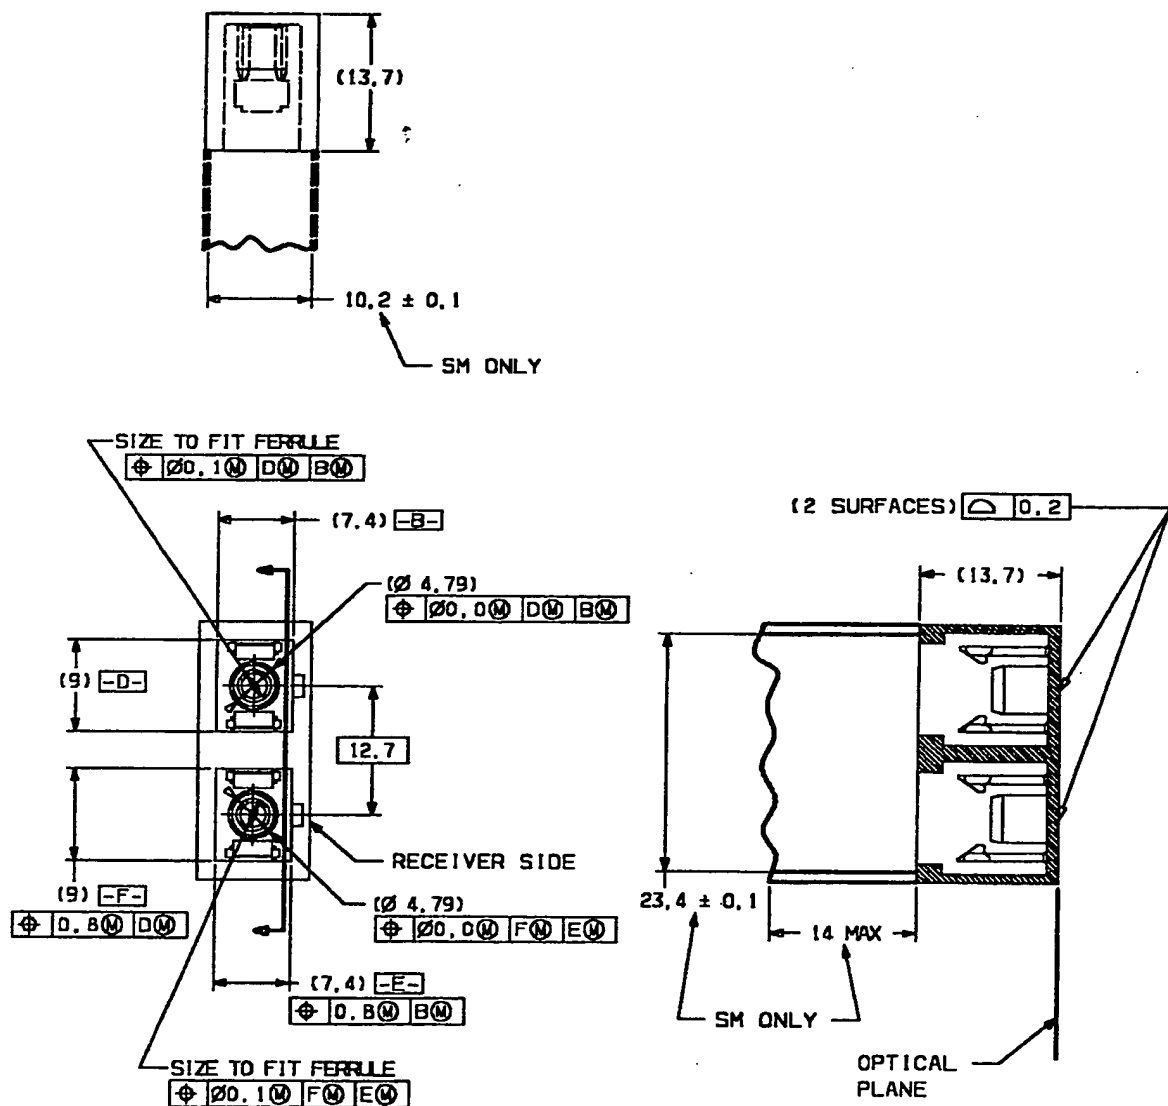 (13,7)
10,2 ± 0,1
SM ONLY
SIZE TO FIT FERRULE
⌖ Ø0,1Ⓜ DⓂ BⓂ
(7,4) -B-
(Ø 4,79)
⌖ Ø0,0Ⓜ DⓂ BⓂ
(9) -D-
12,7
RECEIVER SIDE
(9) -F-
⌖ 0,8Ⓜ DⓂ
(Ø 4,79)
⌖ Ø0,0Ⓜ FⓂ EⓂ
(7,4) -E-
⌖ 0,8Ⓜ BⓂ
SIZE TO FIT FERRULE
⌖ Ø0,1Ⓜ FⓂ EⓂ
(2 SURFACES) ⌓ 0,2
(13,7)
23,4 ± 0,1
14 MAX
SM ONLY
OPTICAL
PLANE